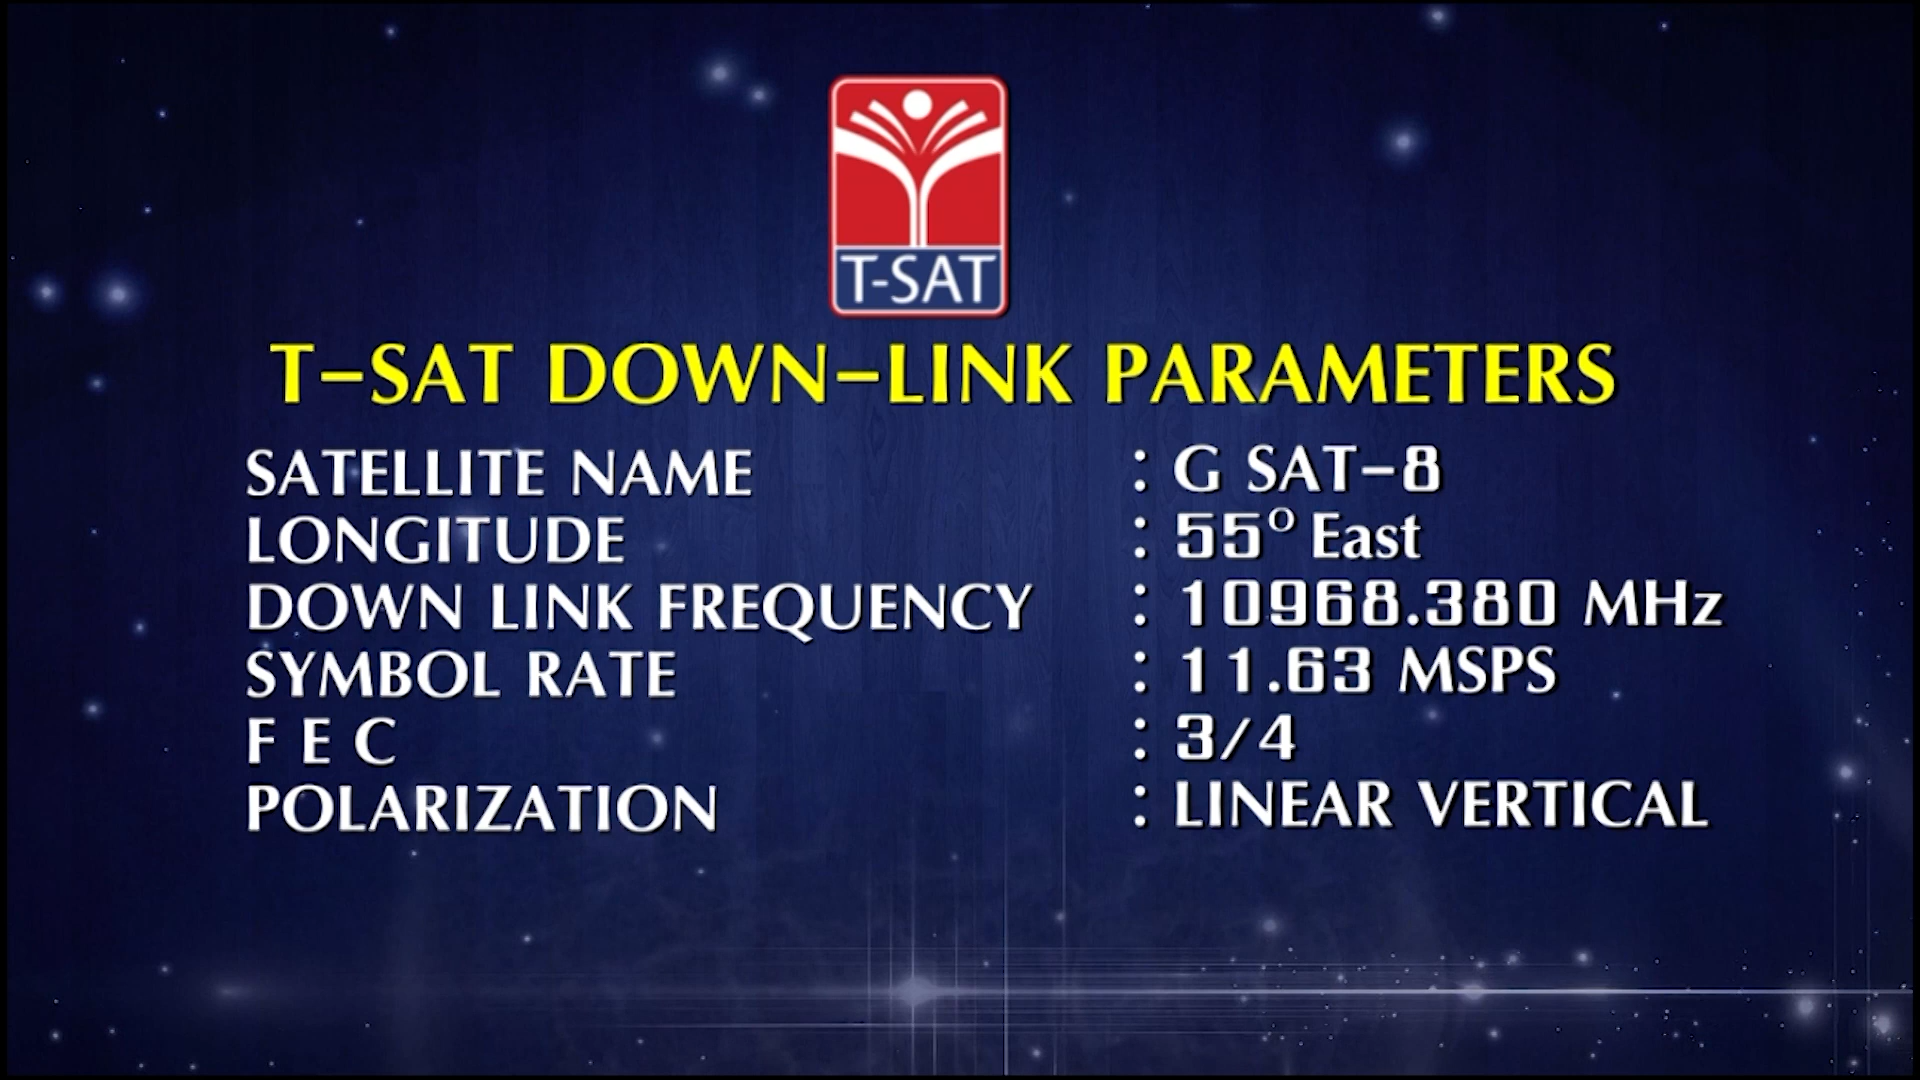 T-SAT
T-SAT DOWN-LINK PARAMETERS
SATELLITE NAME : G SAT-8
LONGITUDE : 55° East
DOWN LINK FREQUENCY : 10968.380 MHz
SYMBOL RATE : 11.63 MSPS
F E C : 3/4
POLARIZATION : LINEAR VERTICAL